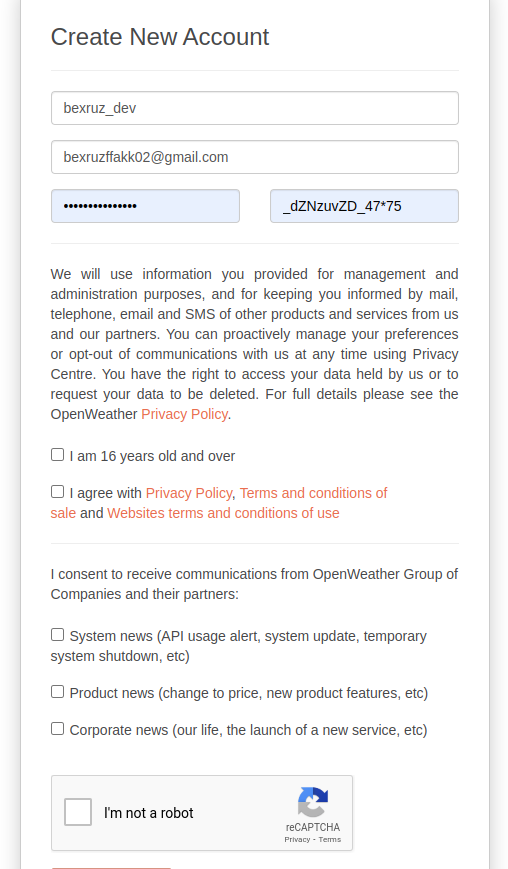 Create New Account
bexruz_dev
bexruzffakk02@gmail.com
••••••••••••••• _dZNzuvZD_47*75
We will use information you provided for management and
administration purposes, and for keeping you informed by mail,
telephone, email and SMS of other products and services from us
and our partners. You can proactively manage your preferences
or opt-out of communications with us at any time using Privacy
Centre. You have the right to access your data held by us or to
request your data to be deleted. For full details please see the
OpenWeather Privacy Policy.
I am 16 years old and over
I agree with Privacy Policy, Terms and conditions of
sale and Websites terms and conditions of use
I consent to receive communications from OpenWeather Group of
Companies and their partners:
System news (API usage alert, system update, temporary
system shutdown, etc)
Product news (change to price, new product features, etc)
Corporate news (our life, the launch of a new service, etc)
I'm not a robot
reCAPTCHA
Privacy - Terms